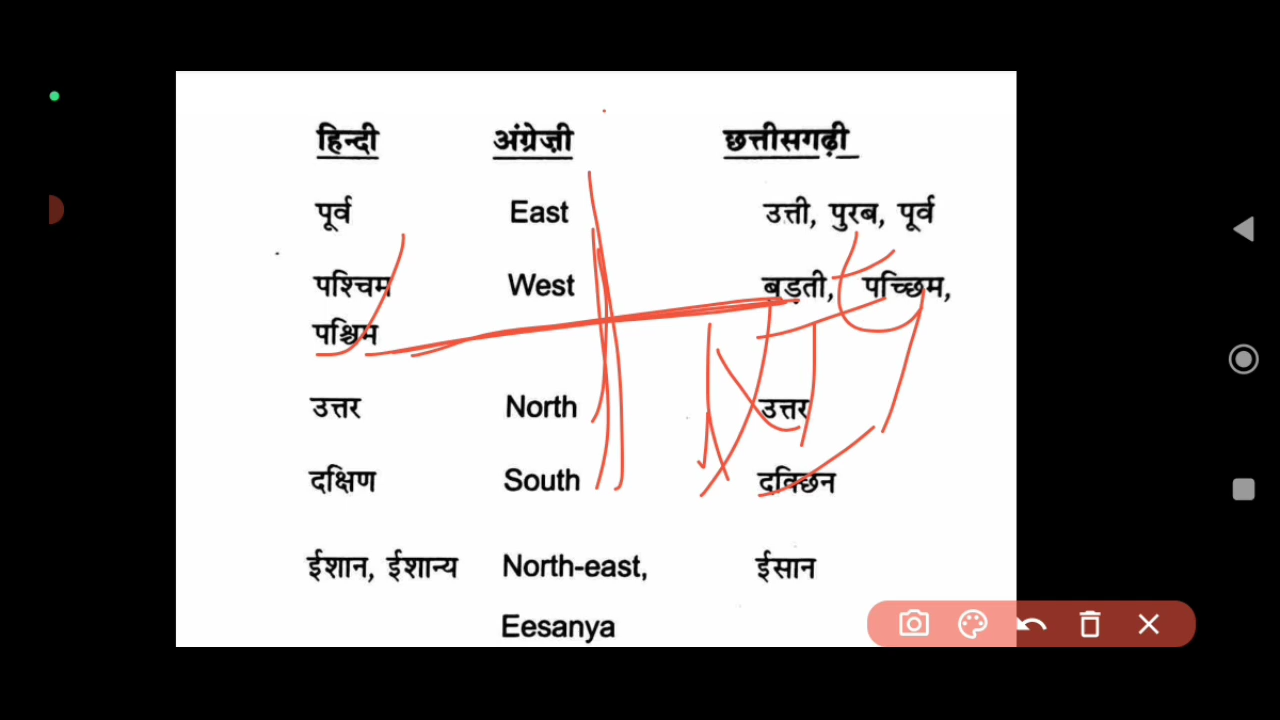 हिन्दी अंग्रेज़ी छत्तीसगढ़ी
पूर्व East उत्ती, पुरब, पूर्व
पश्चिम West बड़ती, पच्छिम,
पश्चिम
उत्तर North उत्तर
दक्षिण South दक्छिन
ईशान, ईशान्य North-east, ईसान
Eesanya